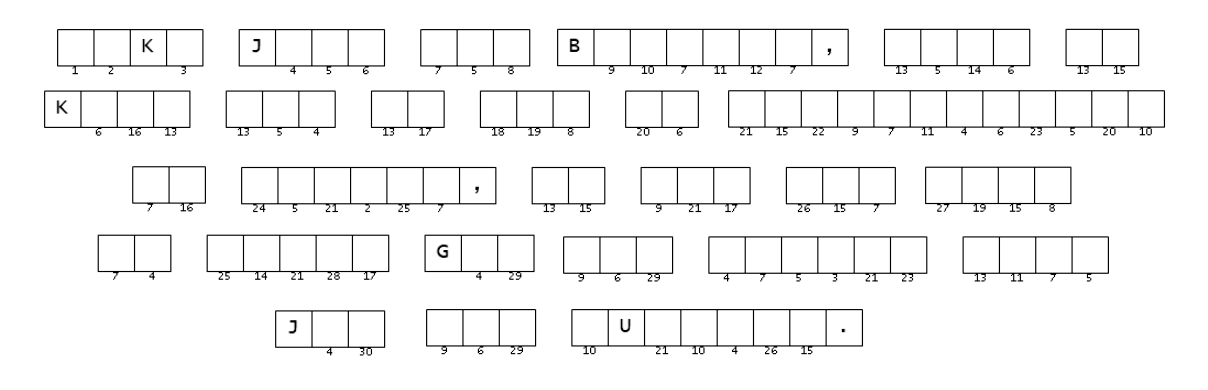 K J B ,
1 2 3 4 5 6 7 5 8 9 10 7 11 12 7 13 5 14 6 13 15
K
6 16 13 13 5 4 13 17 18 19 8 20 6 21 15 22 9 7 11 4 6 23 5 20 10
,
7 16 24 5 21 2 25 7 13 15 9 21 17 26 15 7 27 19 15 8
G
7 4 25 14 21 28 17 4 29 9 6 29 4 7 5 3 21 23 13 11 7 5
J U .
4 30 9 6 29 10 21 10 4 26 15